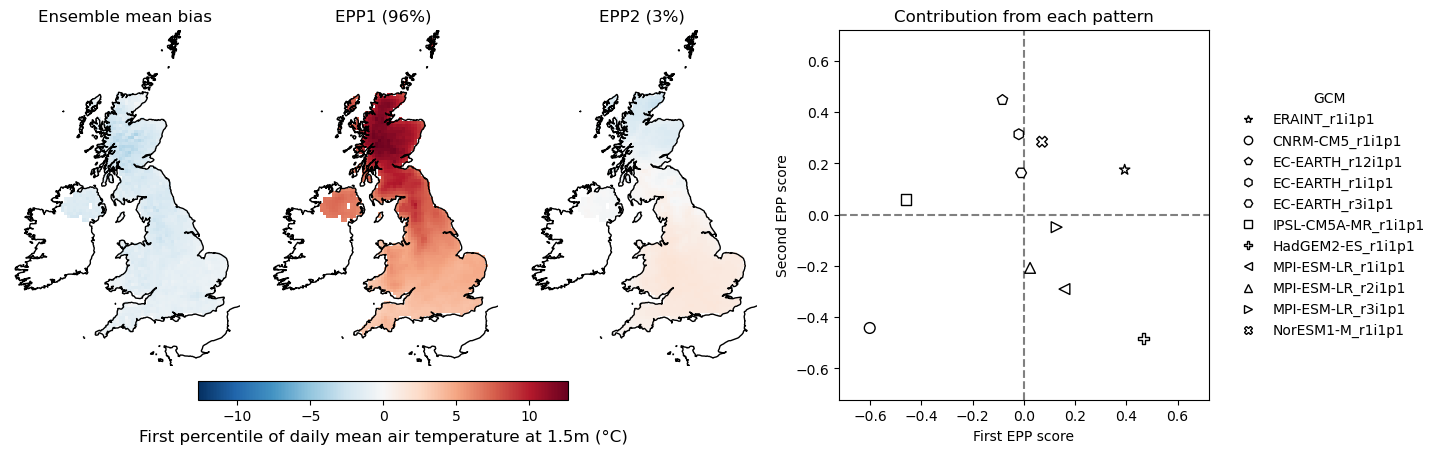 Ensemble mean bias
EPP1 (96%)
EPP2 (3%)
−10
−5
0
5
10
First percentile of daily mean air temperature at 1.5m (°C)
Contribution from each pattern
Second EPP score
0.6
0.4
0.2
0.0
−0.2
−0.4
−0.6
−0.6
−0.4
−0.2
0.0
0.2
0.4
0.6
First EPP score
GCM
ERAINT_r1i1p1
CNRM-CM5_r1i1p1
EC-EARTH_r12i1p1
EC-EARTH_r1i1p1
EC-EARTH_r3i1p1
IPSL-CM5A-MR_r1i1p1
HadGEM2-ES_r1i1p1
MPI-ESM-LR_r1i1p1
MPI-ESM-LR_r2i1p1
MPI-ESM-LR_r3i1p1
NorESM1-M_r1i1p1